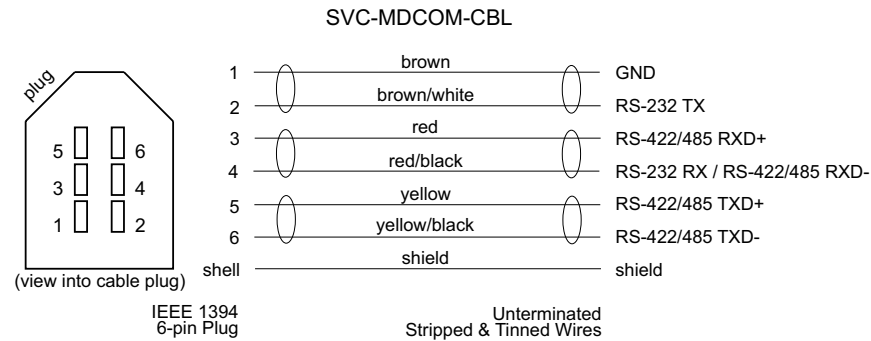 SVC-MDCOM-CBL
plug
5 6
3 4
1 2
(view into cable plug)
1 brown GND
2 brown/white RS-232 TX
3 red RS-422/485 RXD+
4 red/black RS-232 RX / RS-422/485 RXD-
5 yellow RS-422/485 TXD+
6 yellow/black RS-422/485 TXD-
shell shield shield
IEEE 1394
6-pin Plug
Unterminated
Stripped & Tinned Wires